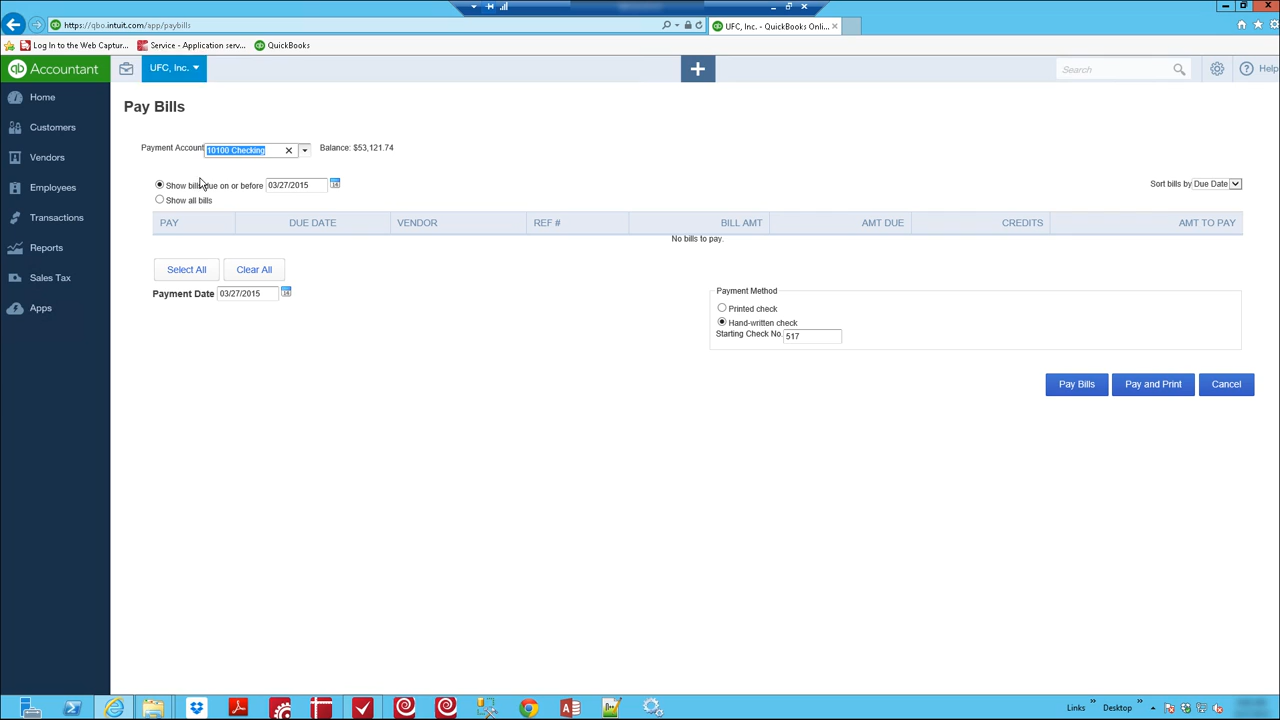 https://qbo.intuit.com/app/paybills
UFC, Inc. - QuickBooks Onli...
Log In to the Web Captur...
Service - Application serv...
QuickBooks
Accountant
UFC, Inc.
Search
Help
Home
Customers
Vendors
Employees
Transactions
Reports
Sales Tax
Apps
Pay Bills
Payment Account 10100 Checking Balance: $53,121.74
Show bills due on or before 03/27/2015
Sort bills by Due Date
Show all bills
PAY DUE DATE VENDOR REF # BILL AMT AMT DUE CREDITS AMT TO PAY
No bills to pay.
Select All Clear All
Payment Date 03/27/2015
Payment Method
Printed check
Hand-written check
Starting Check No. 517
Pay Bills Pay and Print Cancel
Links Desktop